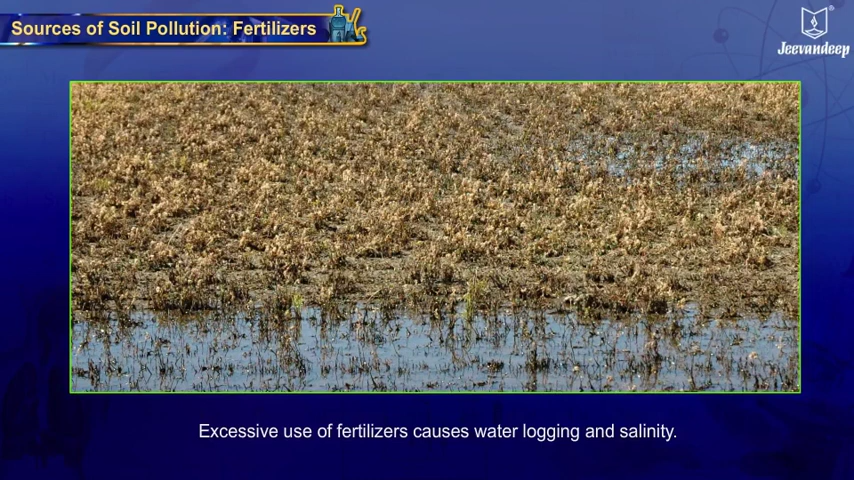 Sources of Soil Pollution: Fertilizers
Jeevandeep
Excessive use of fertilizers causes water logging and salinity.